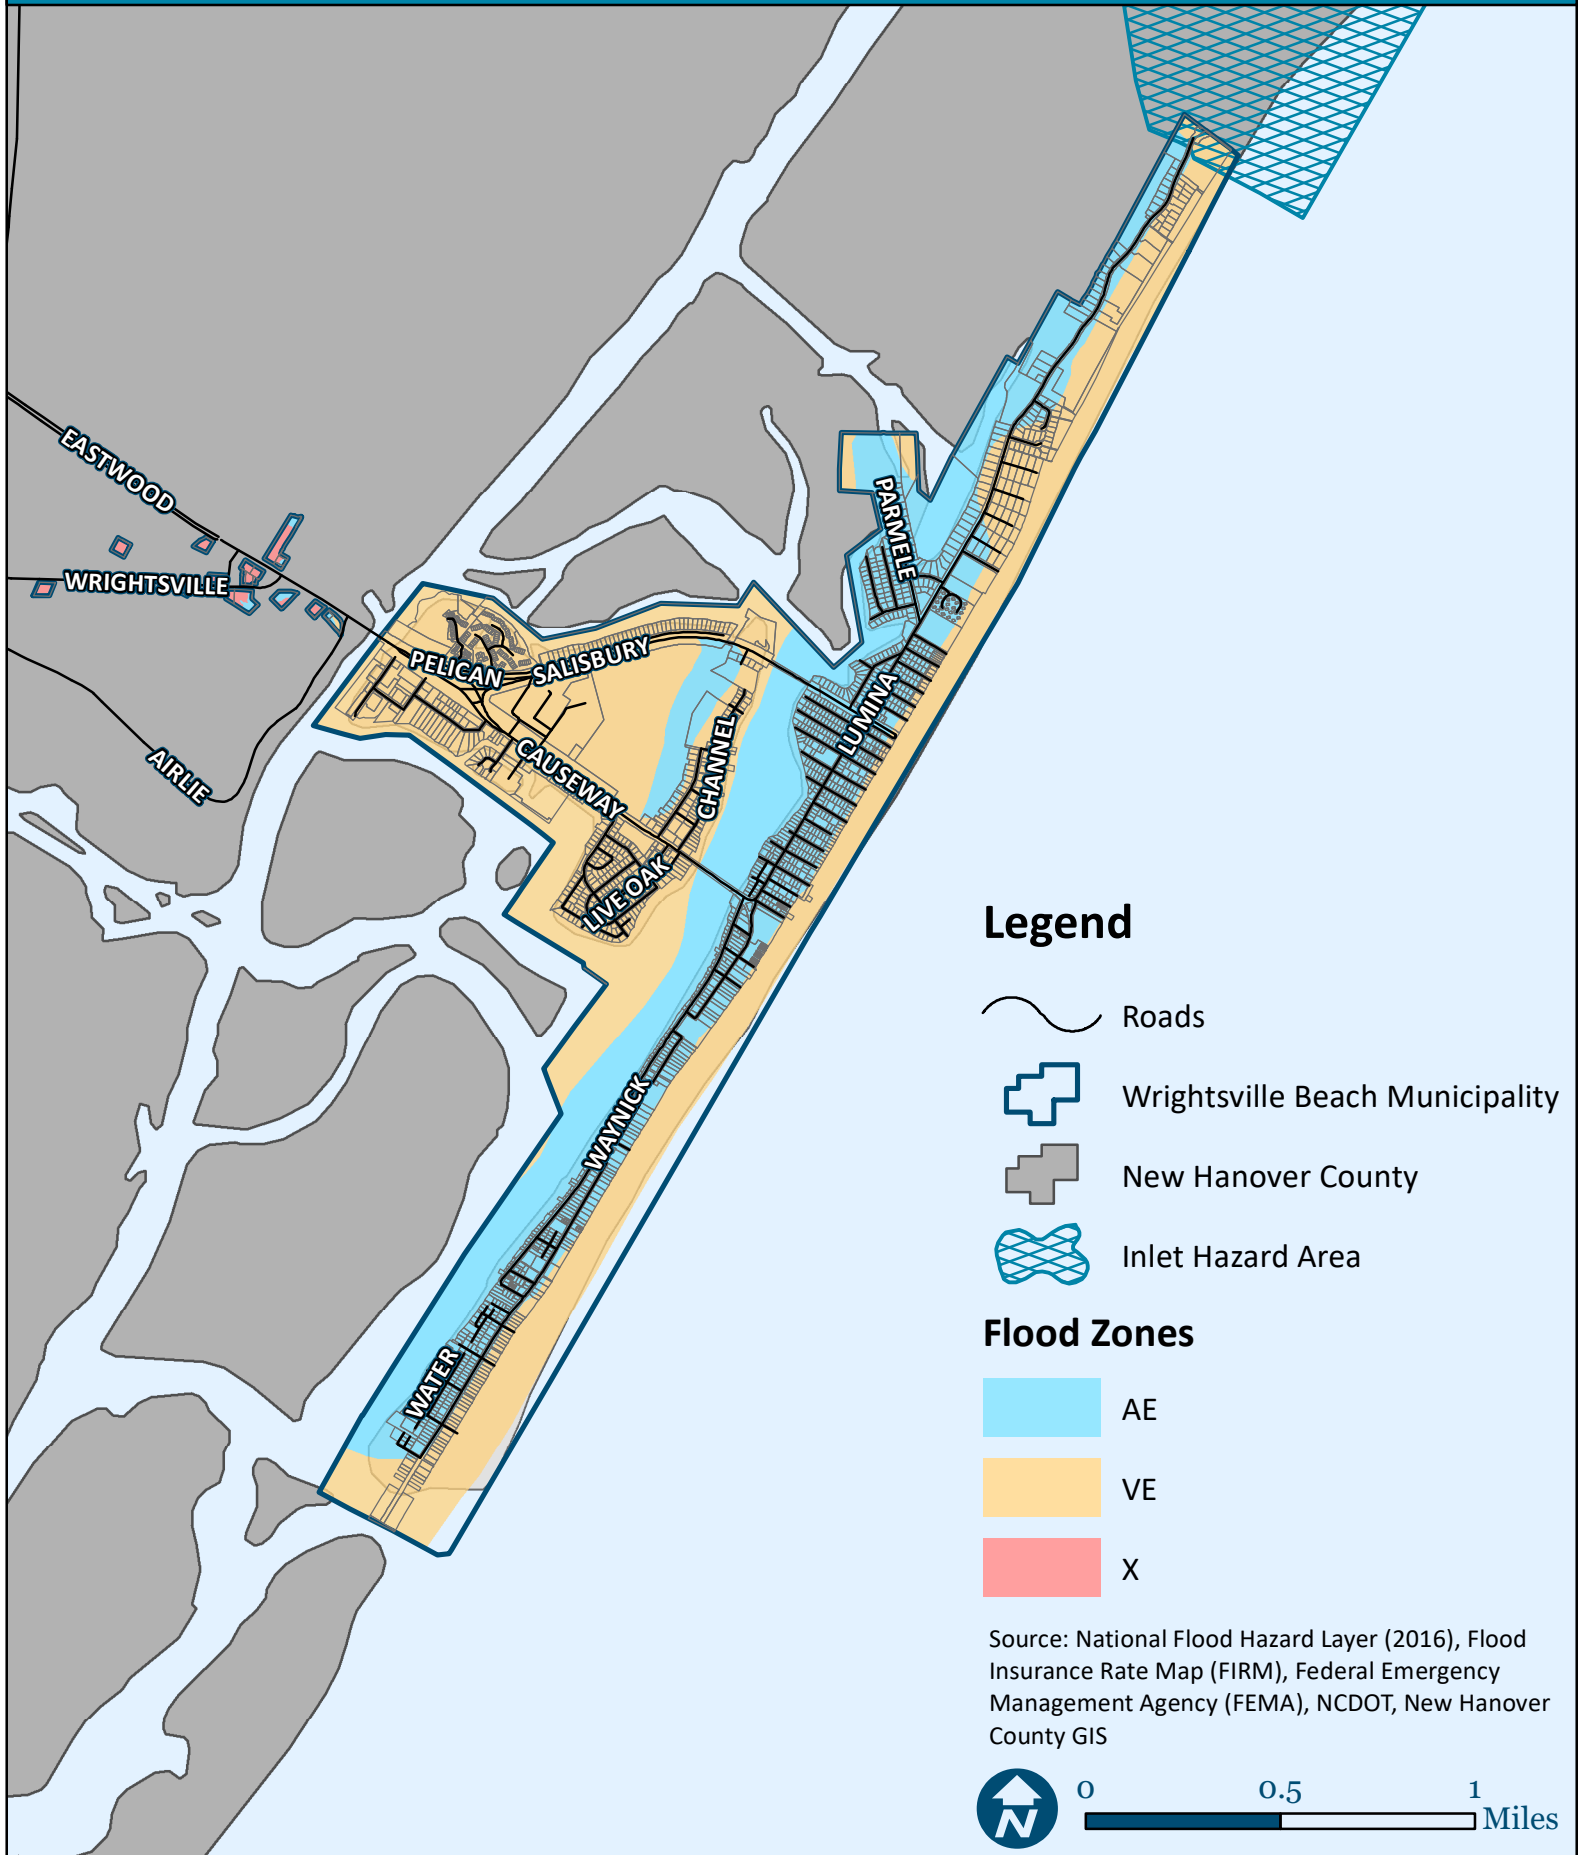 EASTWOOD
PARMELE
WRIGHTSVILLE
PELICAN
SALISBURY
LUMINA
CHANNEL
CAUSEWAY
AIRLIE
LIVE OAK
WAYNICK
WATER
Legend
Roads
Wrightsville Beach Municipality
New Hanover County
Inlet Hazard Area
Flood Zones
AE
VE
X
Source: National Flood Hazard Layer (2016), Flood
Insurance Rate Map (FIRM), Federal Emergency
Management Agency (FEMA), NCDOT, New Hanover
County GIS
N
0 0.5 1
Miles